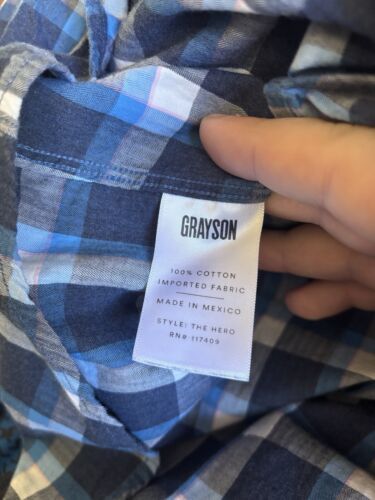 GRAYSON
100% COTTON
IMPORTED FABRIC
MADE IN MEXICO
STYLE: THE HERO
RN# 117409